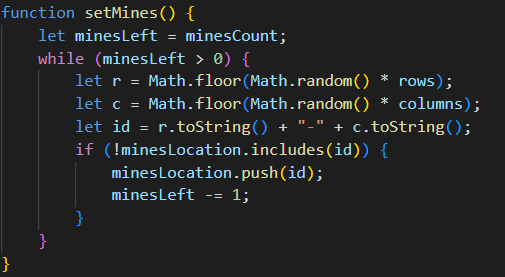 function setMines() {
    let minesLeft = minesCount;
    while (minesLeft > 0) {
        let r = Math.floor(Math.random() * rows);
        let c = Math.floor(Math.random() * columns);
        let id = r.toString() + "-" + c.toString();
        if (!minesLocation.includes(id)) {
            minesLocation.push(id);
            minesLeft -= 1;
        }
    }
}